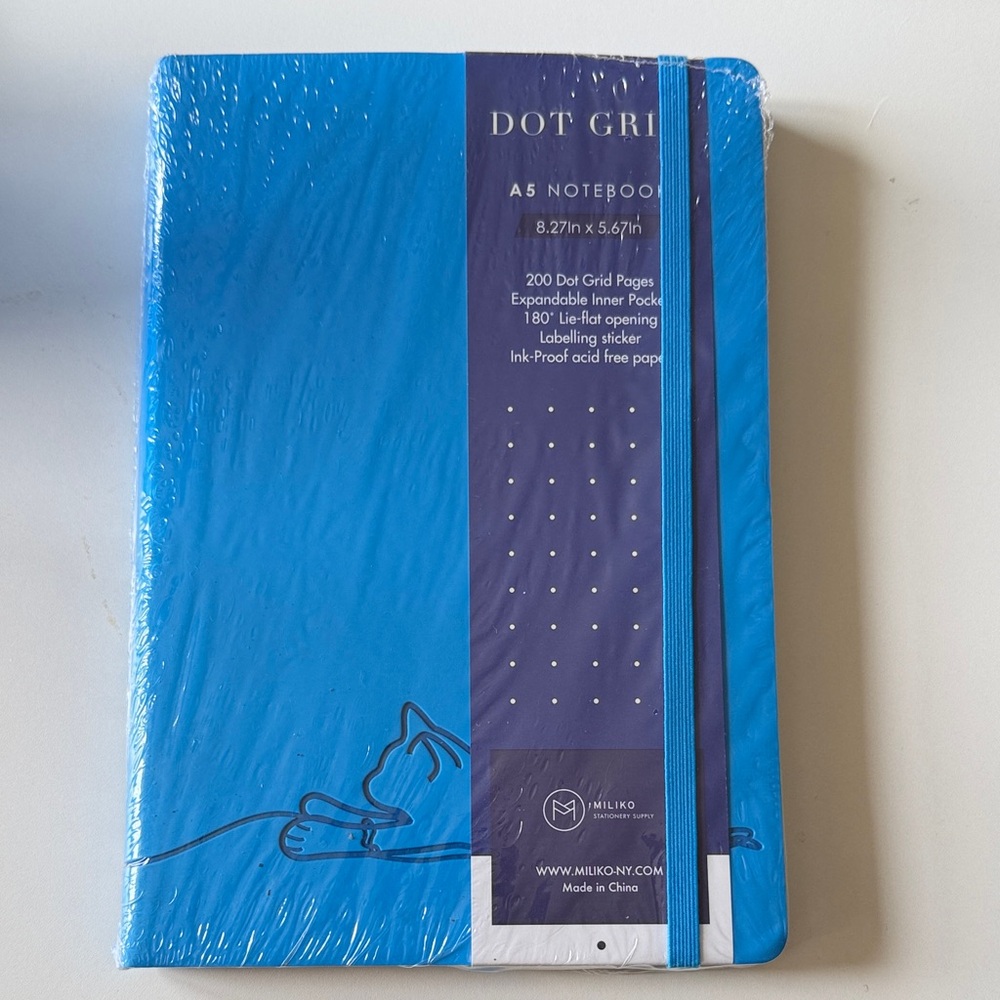 DOT GRI
A5 NOTEBOOK
8.27In x 5.67In
200 Dot Grid Pages
Expandable Inner Pocke
180° Lie-flat opening
Labelling sticker
Ink-Proof acid free pape
MILIKO
STATIONERY SUPPLY
WWW.MILIKO-NY.COM
Made in China